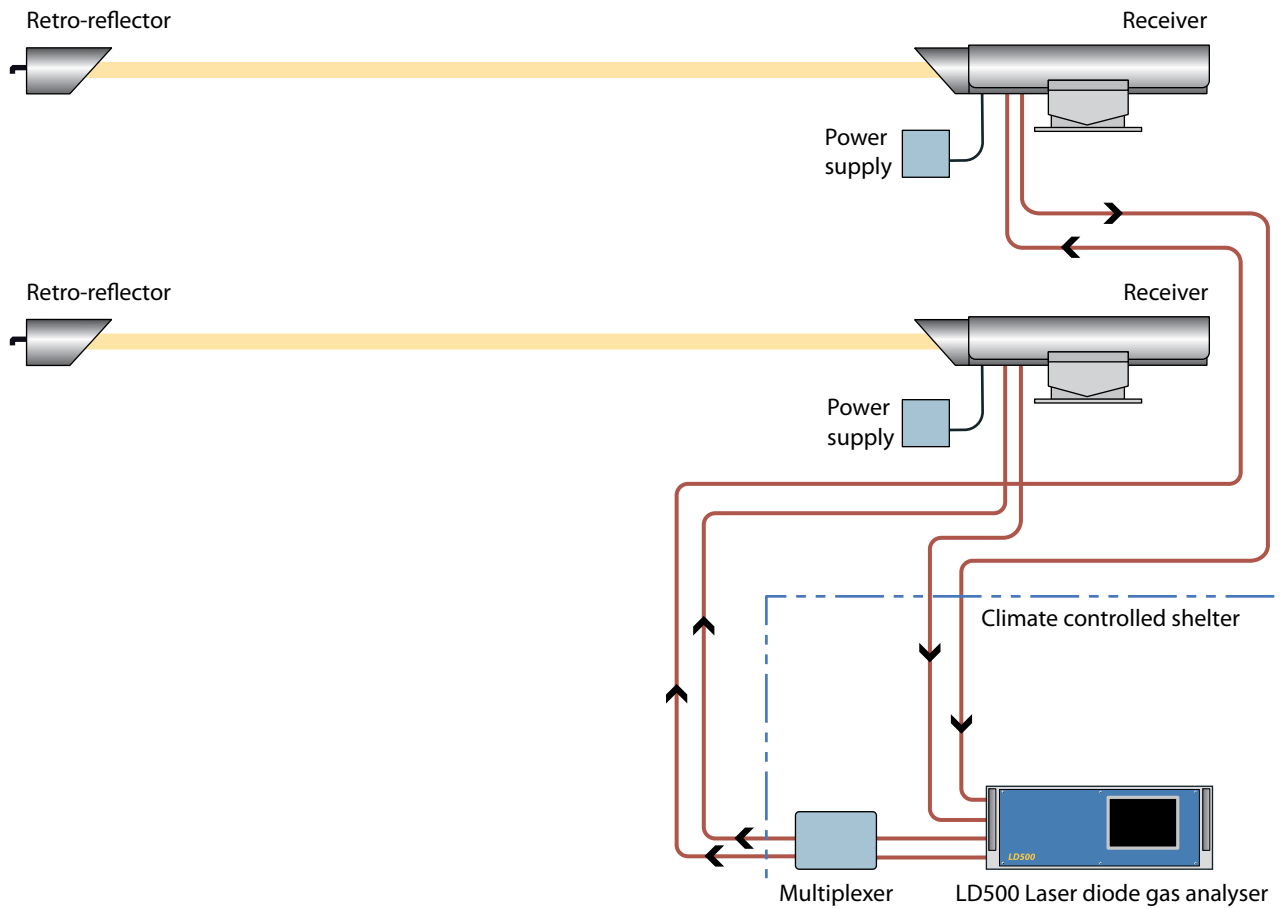 Retro-reflector
Receiver
Power
supply
Retro-reflector
Receiver
Power
supply
Climate controlled shelter
LD500
Multiplexer
LD500 Laser diode gas analyser